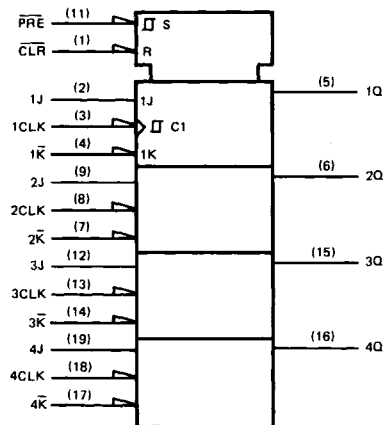 PRE (11) S
CLR (1) R
1J (2) 1J (5) 1Q
1CLK (3) C1
1K̅ (4) 1K
2J (9) (6) 2Q
2CLK (8)
2K̅ (7)
3J (12) (15) 3Q
3CLK (13)
3K̅ (14)
4J (19) (16) 4Q
4CLK (18)
4K̅ (17)